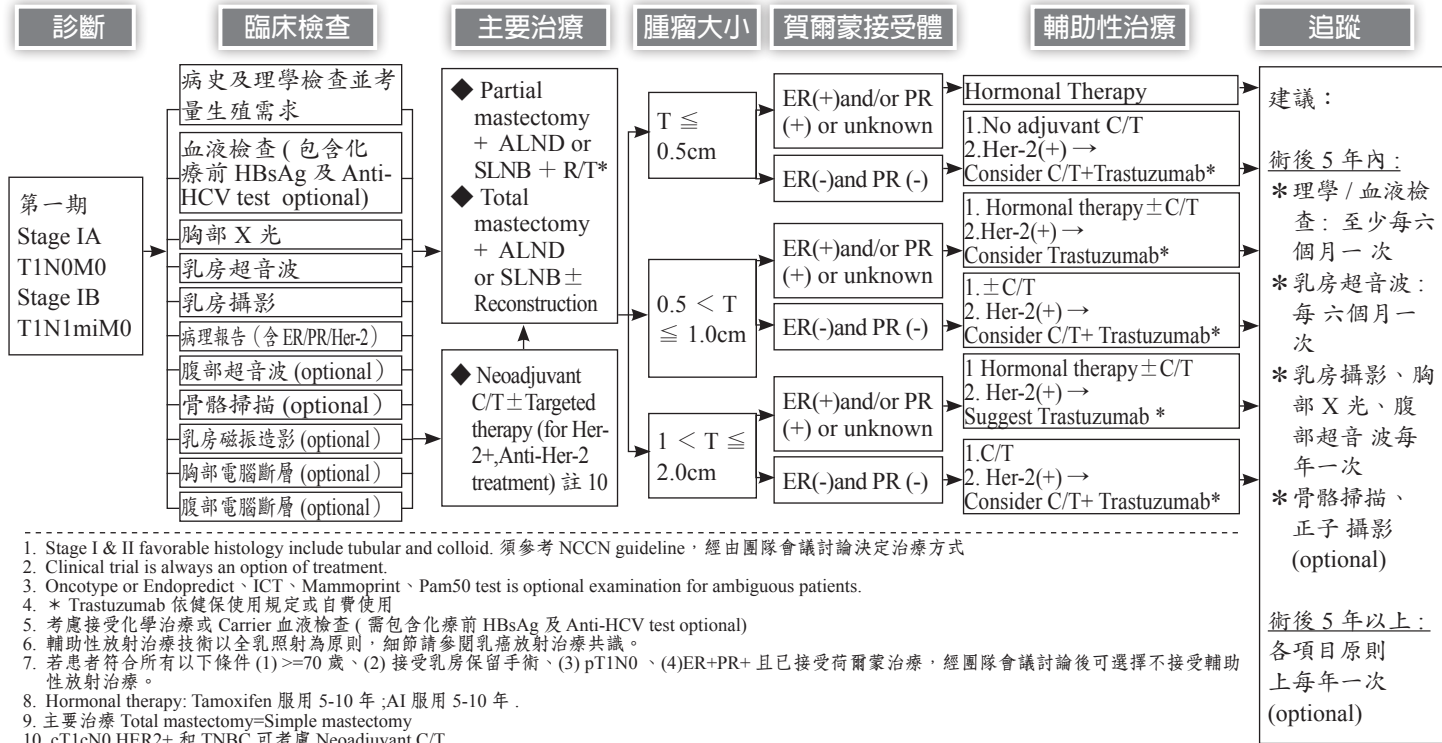 診斷
臨床檢查
主要治療
腫瘤大小
賀爾蒙接受體
輔助性治療
追蹤
第一期
Stage IA
T1N0M0
Stage IB
T1N1miM0
病史及理學檢查並考
量生殖需求
血液檢查 ( 包含化
療前 HBsAg 及 Anti-
HCV test optional)
胸部 X 光
乳房超音波
乳房攝影
病理報告(含 ER/PR/Her-2)
腹部超音波 (optional)
骨骼掃描 (optional)
乳房磁振造影 (optional)
胸部電腦斷層 (optional)
腹部電腦斷層 (optional)
◆ Partial
mastectomy
+ ALND or
SLNB + R/T*
◆ Total
mastectomy
+ ALND
or SLNB±
Reconstruction
◆ Neoadjuvant
C/T±Targeted
therapy (for Her-
2+,Anti-Her-2
treatment) 註 10
T ≦
0.5cm
0.5 < T
≦ 1.0cm
1 < T ≦
2.0cm
ER(+)and/or PR
(+) or unknown
ER(-)and PR (-)
ER(+)and/or PR
(+) or unknown
ER(-)and PR (-)
ER(+)and/or PR
(+) or unknown
ER(-)and PR (-)
Hormonal Therapy
1.No adjuvant C/T
2.Her-2(+) →
Consider C/T+Trastuzumab*
1. Hormonal therapy±C/T
2.Her-2(+) →
Consider Trastuzumab*
1.±C/T
2. Her-2(+) →
Consider C/T+ Trastuzumab*
1 Hormonal therapy±C/T
2. Her-2(+) →
Suggest Trastuzumab *
1.C/T
2. Her-2(+) →
Consider C/T+ Trastuzumab*
建議：
術後 5 年內 :
＊理學 / 血液檢
查 : 至少每六
個月一 次
＊乳房超音波 :
每 六個月一
次
＊乳房攝影、胸
部 X 光、腹
部超音 波每
年一次
＊骨骼掃描、
正子 攝影
(optional)
術後 5 年以上 :
各項目原則
上每年一次
(optional)
1. Stage I & II favorable histology include tubular and colloid. 須參考 NCCN guideline，經由團隊會議討論決定治療方式
2. Clinical trial is always an option of treatment.
3. Oncotype or Endopredict、ICT、Mammoprint、Pam50 test is optional examination for ambiguous patients.
4. ＊ Trastuzumab 依健保使用規定或自費使用
5. 考慮接受化學治療或 Carrier 血液檢查 ( 需包含化療前 HBsAg 及 Anti-HCV test optional)
6. 輔助性放射治療技術以全乳照射為原則，細節請參閱乳癌放射治療共識。
7. 若患者符合所有以下條件 (1) >=70 歲、(2) 接受乳房保留手術、(3) pT1N0 、(4)ER+PR+ 且已接受荷爾蒙治療，經團隊會議討論後可選擇不接受輔助
性放射治療。
8. Hormonal therapy: Tamoxifen 服用 5-10 年 ;AI 服用 5-10 年 .
9. 主要治療 Total mastectomy=Simple mastectomy
10. cT1cN0 HER2+ 和 TNBC 可考慮 Neoadjuvant C/T